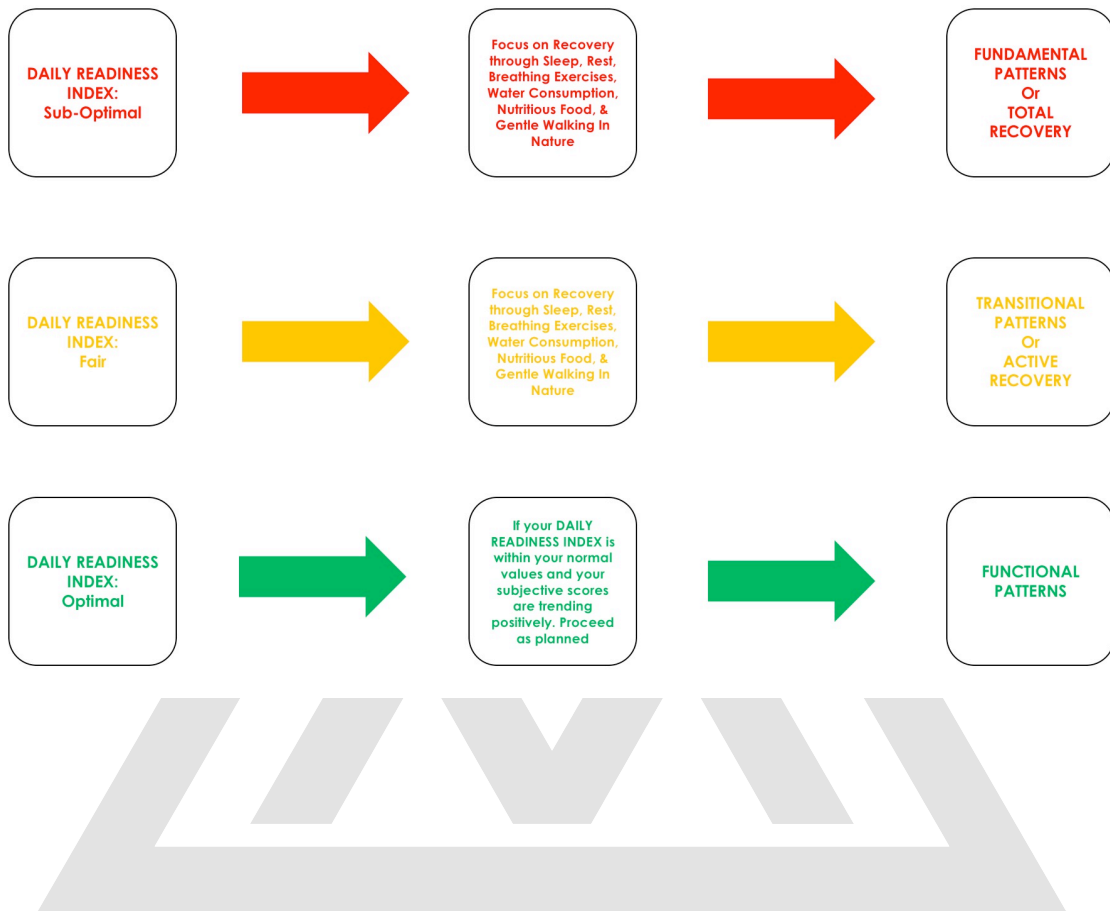 DAILY READINESS
INDEX:
Sub-Optimal
Focus on Recovery
through Sleep, Rest,
Breathing Exercises,
Water Consumption,
Nutritious Food, &
Gentle Walking In
Nature
FUNDAMENTAL
PATTERNS
Or
TOTAL
RECOVERY
DAILY READINESS
INDEX:
Fair
Focus on Recovery
through Sleep, Rest,
Breathing Exercises,
Water Consumption,
Nutritious Food, &
Gentle Walking In
Nature
TRANSITIONAL
PATTERNS
Or
ACTIVE
RECOVERY
DAILY READINESS
INDEX:
Optimal
If your DAILY
READINESS INDEX is
within your normal
values and your
subjective scores
are trending
positively. Proceed
as planned
FUNCTIONAL
PATTERNS